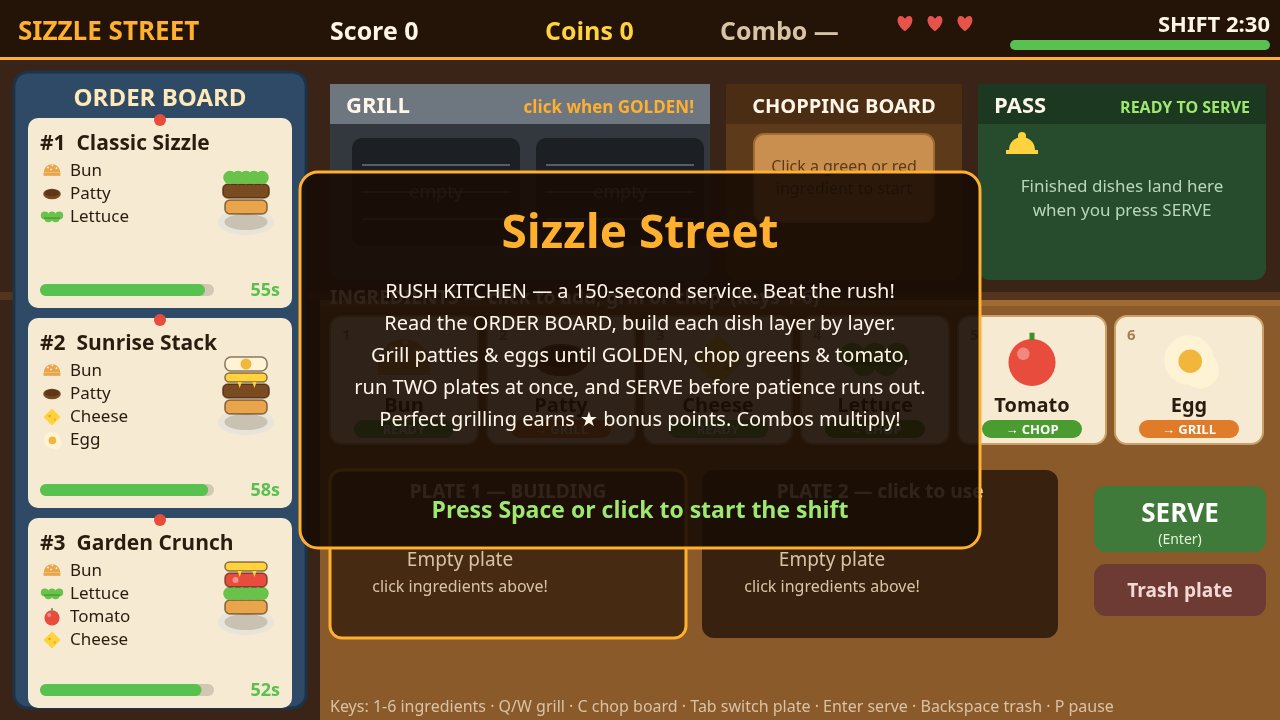 SIZZLE STREET
Score 0
Coins 0
Combo —
SHIFT 2:30
ORDER BOARD
#1 Classic Sizzle
Bun
Patty
Lettuce
55s
#2 Sunrise Stack
Bun
Patty
Cheese
Egg
58s
#3 Garden Crunch
Bun
Lettuce
Tomato
Cheese
52s
GRILL
click when GOLDEN!
empty
empty
CHOPPING BOARD
Click a green or red
ingredient to start
PASS
READY TO SERVE
Finished dishes land here
when you press SERVE
Sizzle Street
RUSH KITCHEN — a 150-second service. Beat the rush!
Read the ORDER BOARD, build each dish layer by layer.
Grill patties & eggs until GOLDEN, chop greens & tomato,
run TWO plates at once, and SERVE before patience runs out.
Perfect grilling earns ★ bonus points. Combos multiply!
Press Space or click to start the shift
1
Bun
Patty
Cheese
Lettuce
5
Tomato
→ CHOP
6
Egg
→ GRILL
PLATE 1 — BUILDING
Empty plate
click ingredients above!
PLATE 2 — click to use
Empty plate
click ingredients above!
SERVE
(Enter)
Trash plate
Keys: 1-6 ingredients · Q/W grill · C chop board · Tab switch plate · Enter serve · Backspace trash · P pause